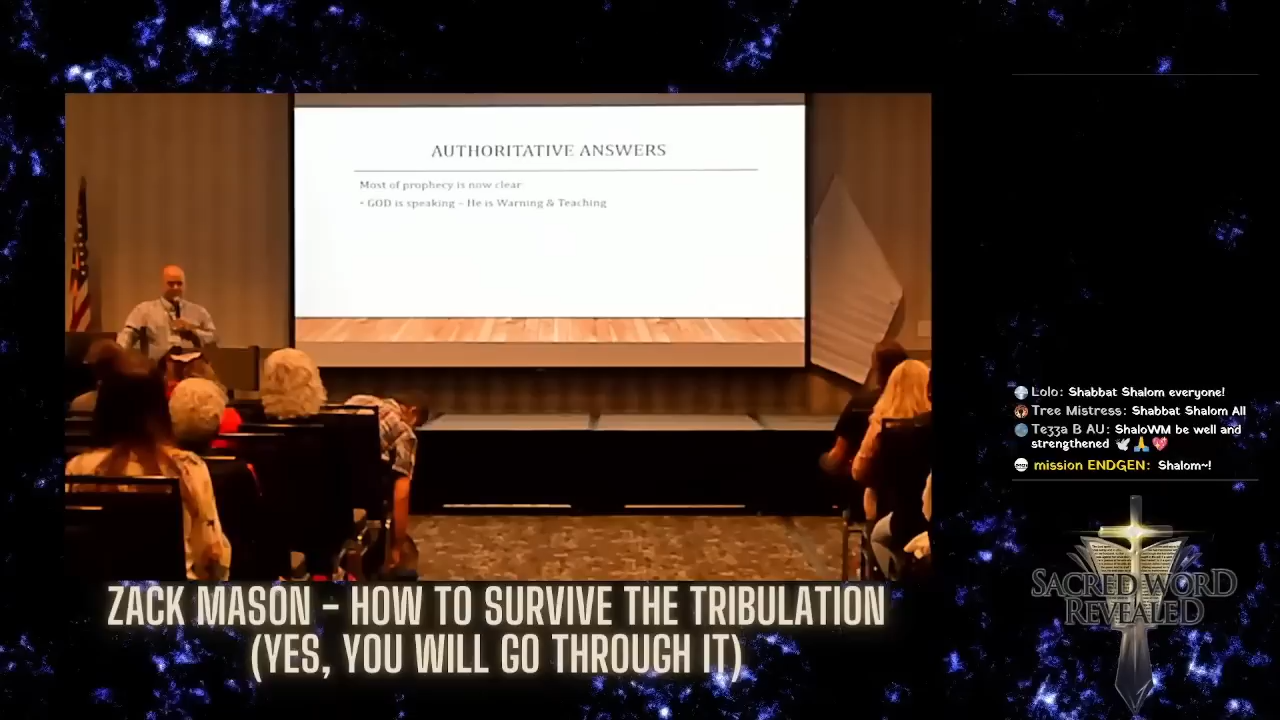 AUTHORITATIVE ANSWERS
Most of prophecy is now clear
• GOD is speaking – He is Warning & Teaching
Lolo: Shabbat Shalom everyone!
Tree Mistress: Shabbat Shalom All
Tezza B AU: ShaloWM be well and
strengthened 🕊️🙏💖
mission ENDGEN: Shalom~!
SACRED WORD
REVEALED
ZACK MASON - HOW TO SURVIVE THE TRIBULATION
(YES, YOU WILL GO THROUGH IT)